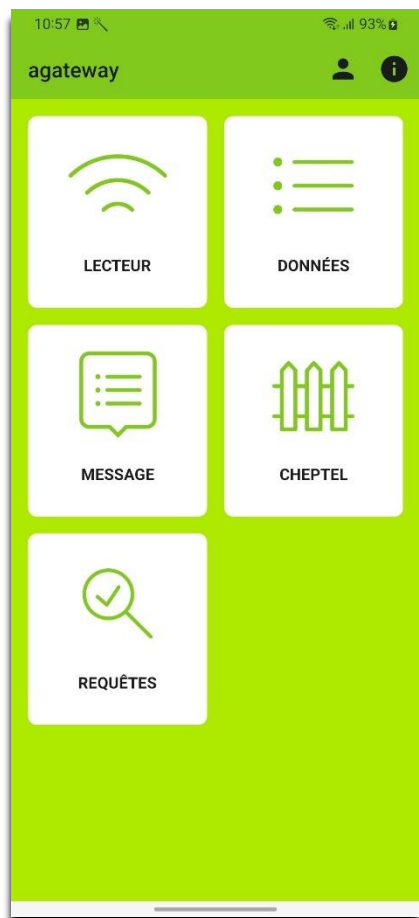 10:57 93%
agateway
LECTEUR DONNÉES
MESSAGE CHEPTEL
REQUÊTES